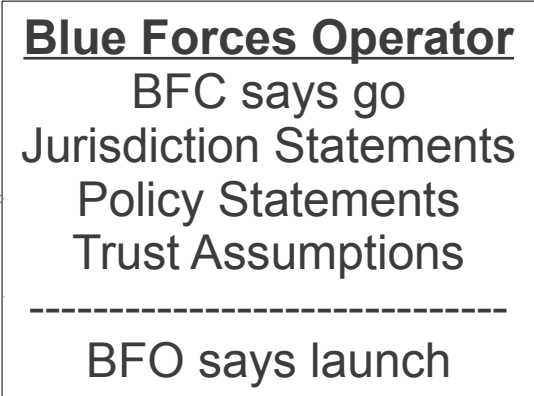 Blue Forces Operator
BFC says go
Jurisdiction Statements
Policy Statements
Trust Assumptions
------------------------------
BFO says launch